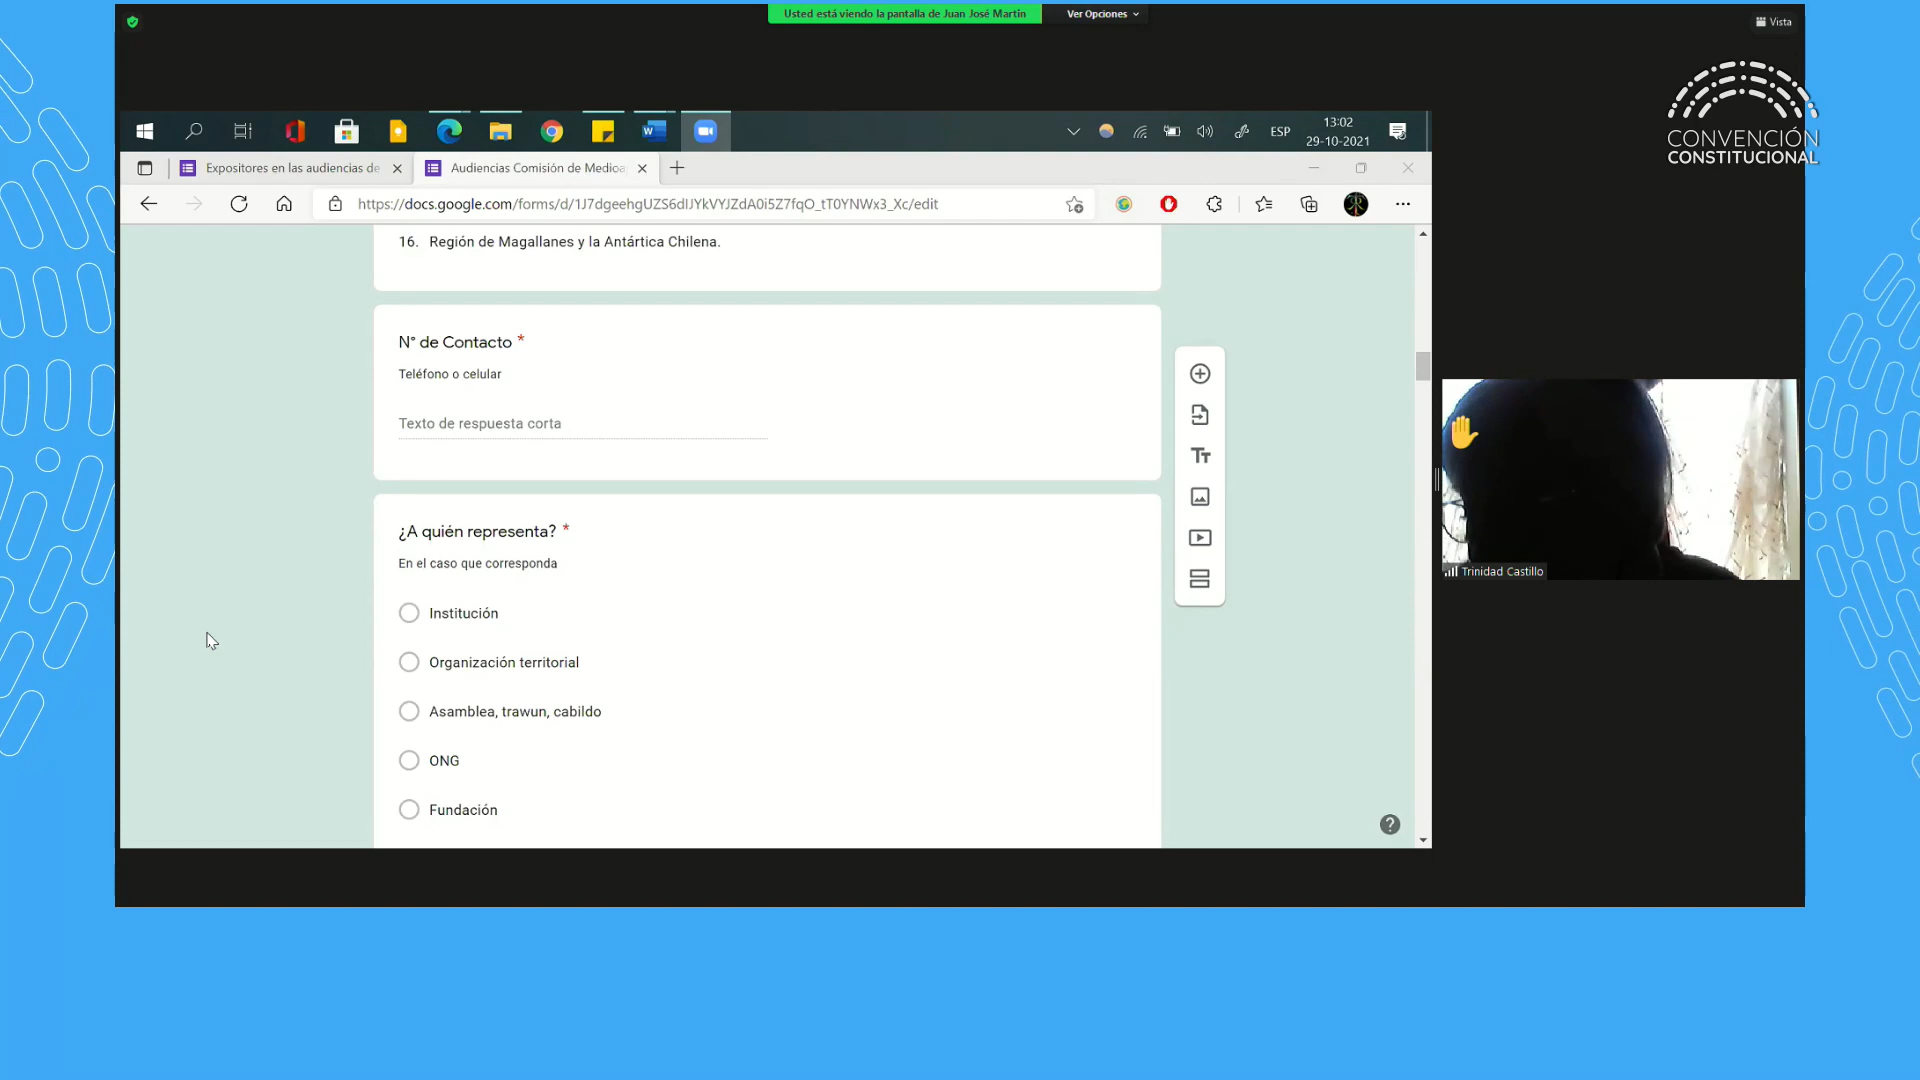 Usted está viendo la pantalla de Juan José Martin
Ver Opciones
Vista
CONVENCIÓN
CONSTITUCIONAL
ESP
13:02
29-10-2021
Expositores en las audiencias de
Audiencias Comisión de Medioa
https://docs.google.com/forms/d/1J7dgeehgUZS6dIJYkVYJZdA0i5Z7fqO_tT0YNWx3_Xc/edit
16. Región de Magallanes y la Antártica Chilena.
N° de Contacto *
Teléfono o celular
Texto de respuesta corta
¿A quién representa? *
En el caso que corresponda
Institución
Organización territorial
Asamblea, trawun, cabildo
ONG
Fundación
Trinidad Castillo